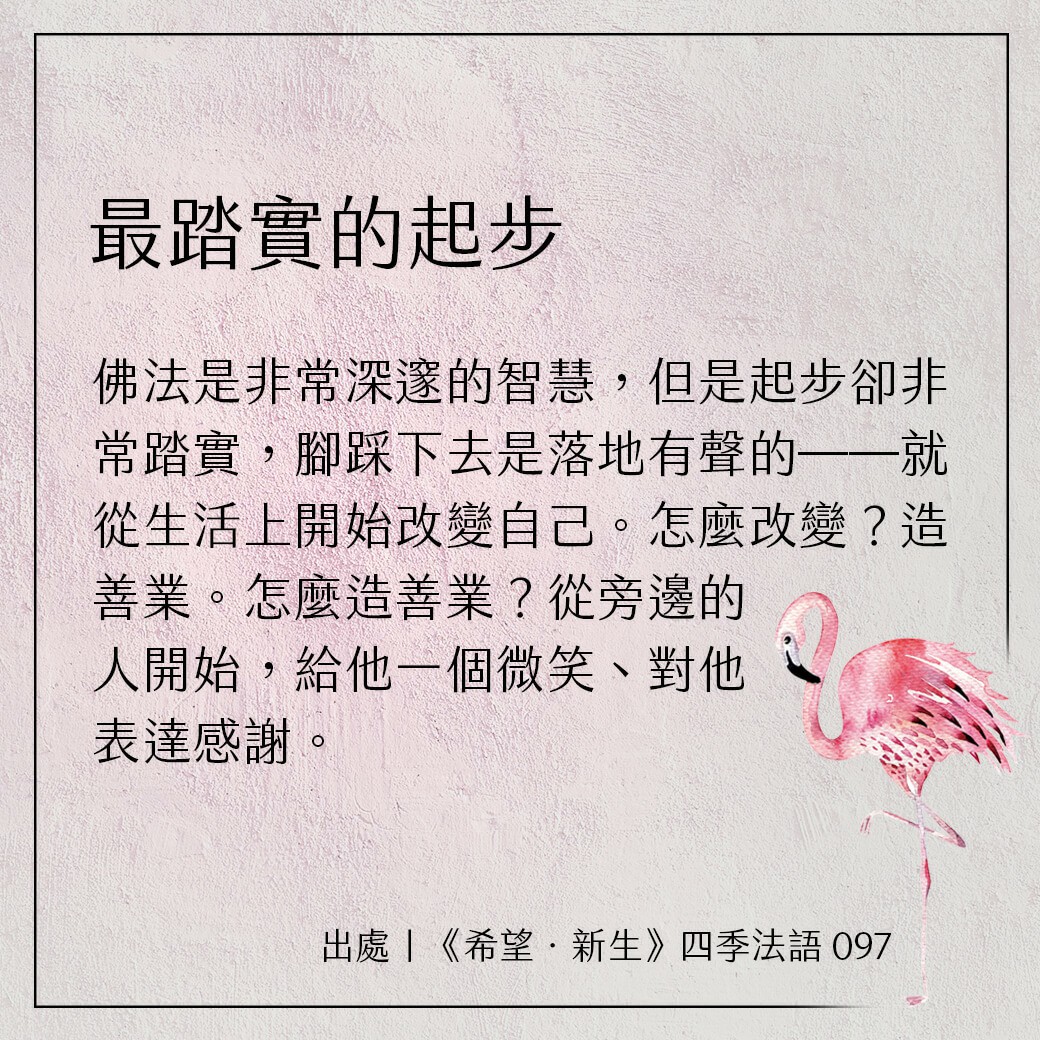 最踏實的起步
佛法是非常深邃的智慧，但是起步卻非
常踏實，腳踩下去是落地有聲的——就
從生活上開始改變自己。怎麼改變？造
善業。怎麼造善業？從旁邊的
人開始，給他一個微笑、對他
表達感謝。
出處｜《希望．新生》四季法語 097